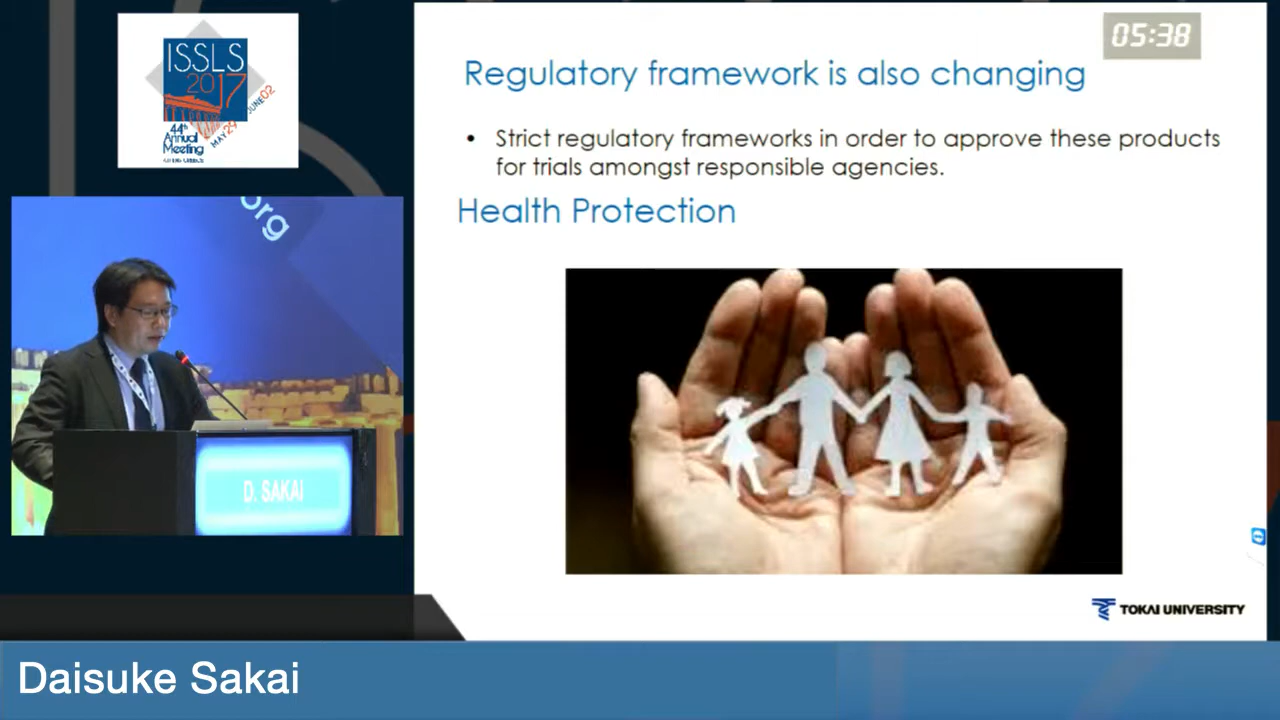 ISSLS
2017
44th
Annual
Meeting
MAY 29
JUNE 02
org
D. SAKAI
05:38
Regulatory framework is also changing
• Strict regulatory frameworks in order to approve these products
for trials amongst responsible agencies.
Health Protection
TOKAI UNIVERSITY
Daisuke Sakai